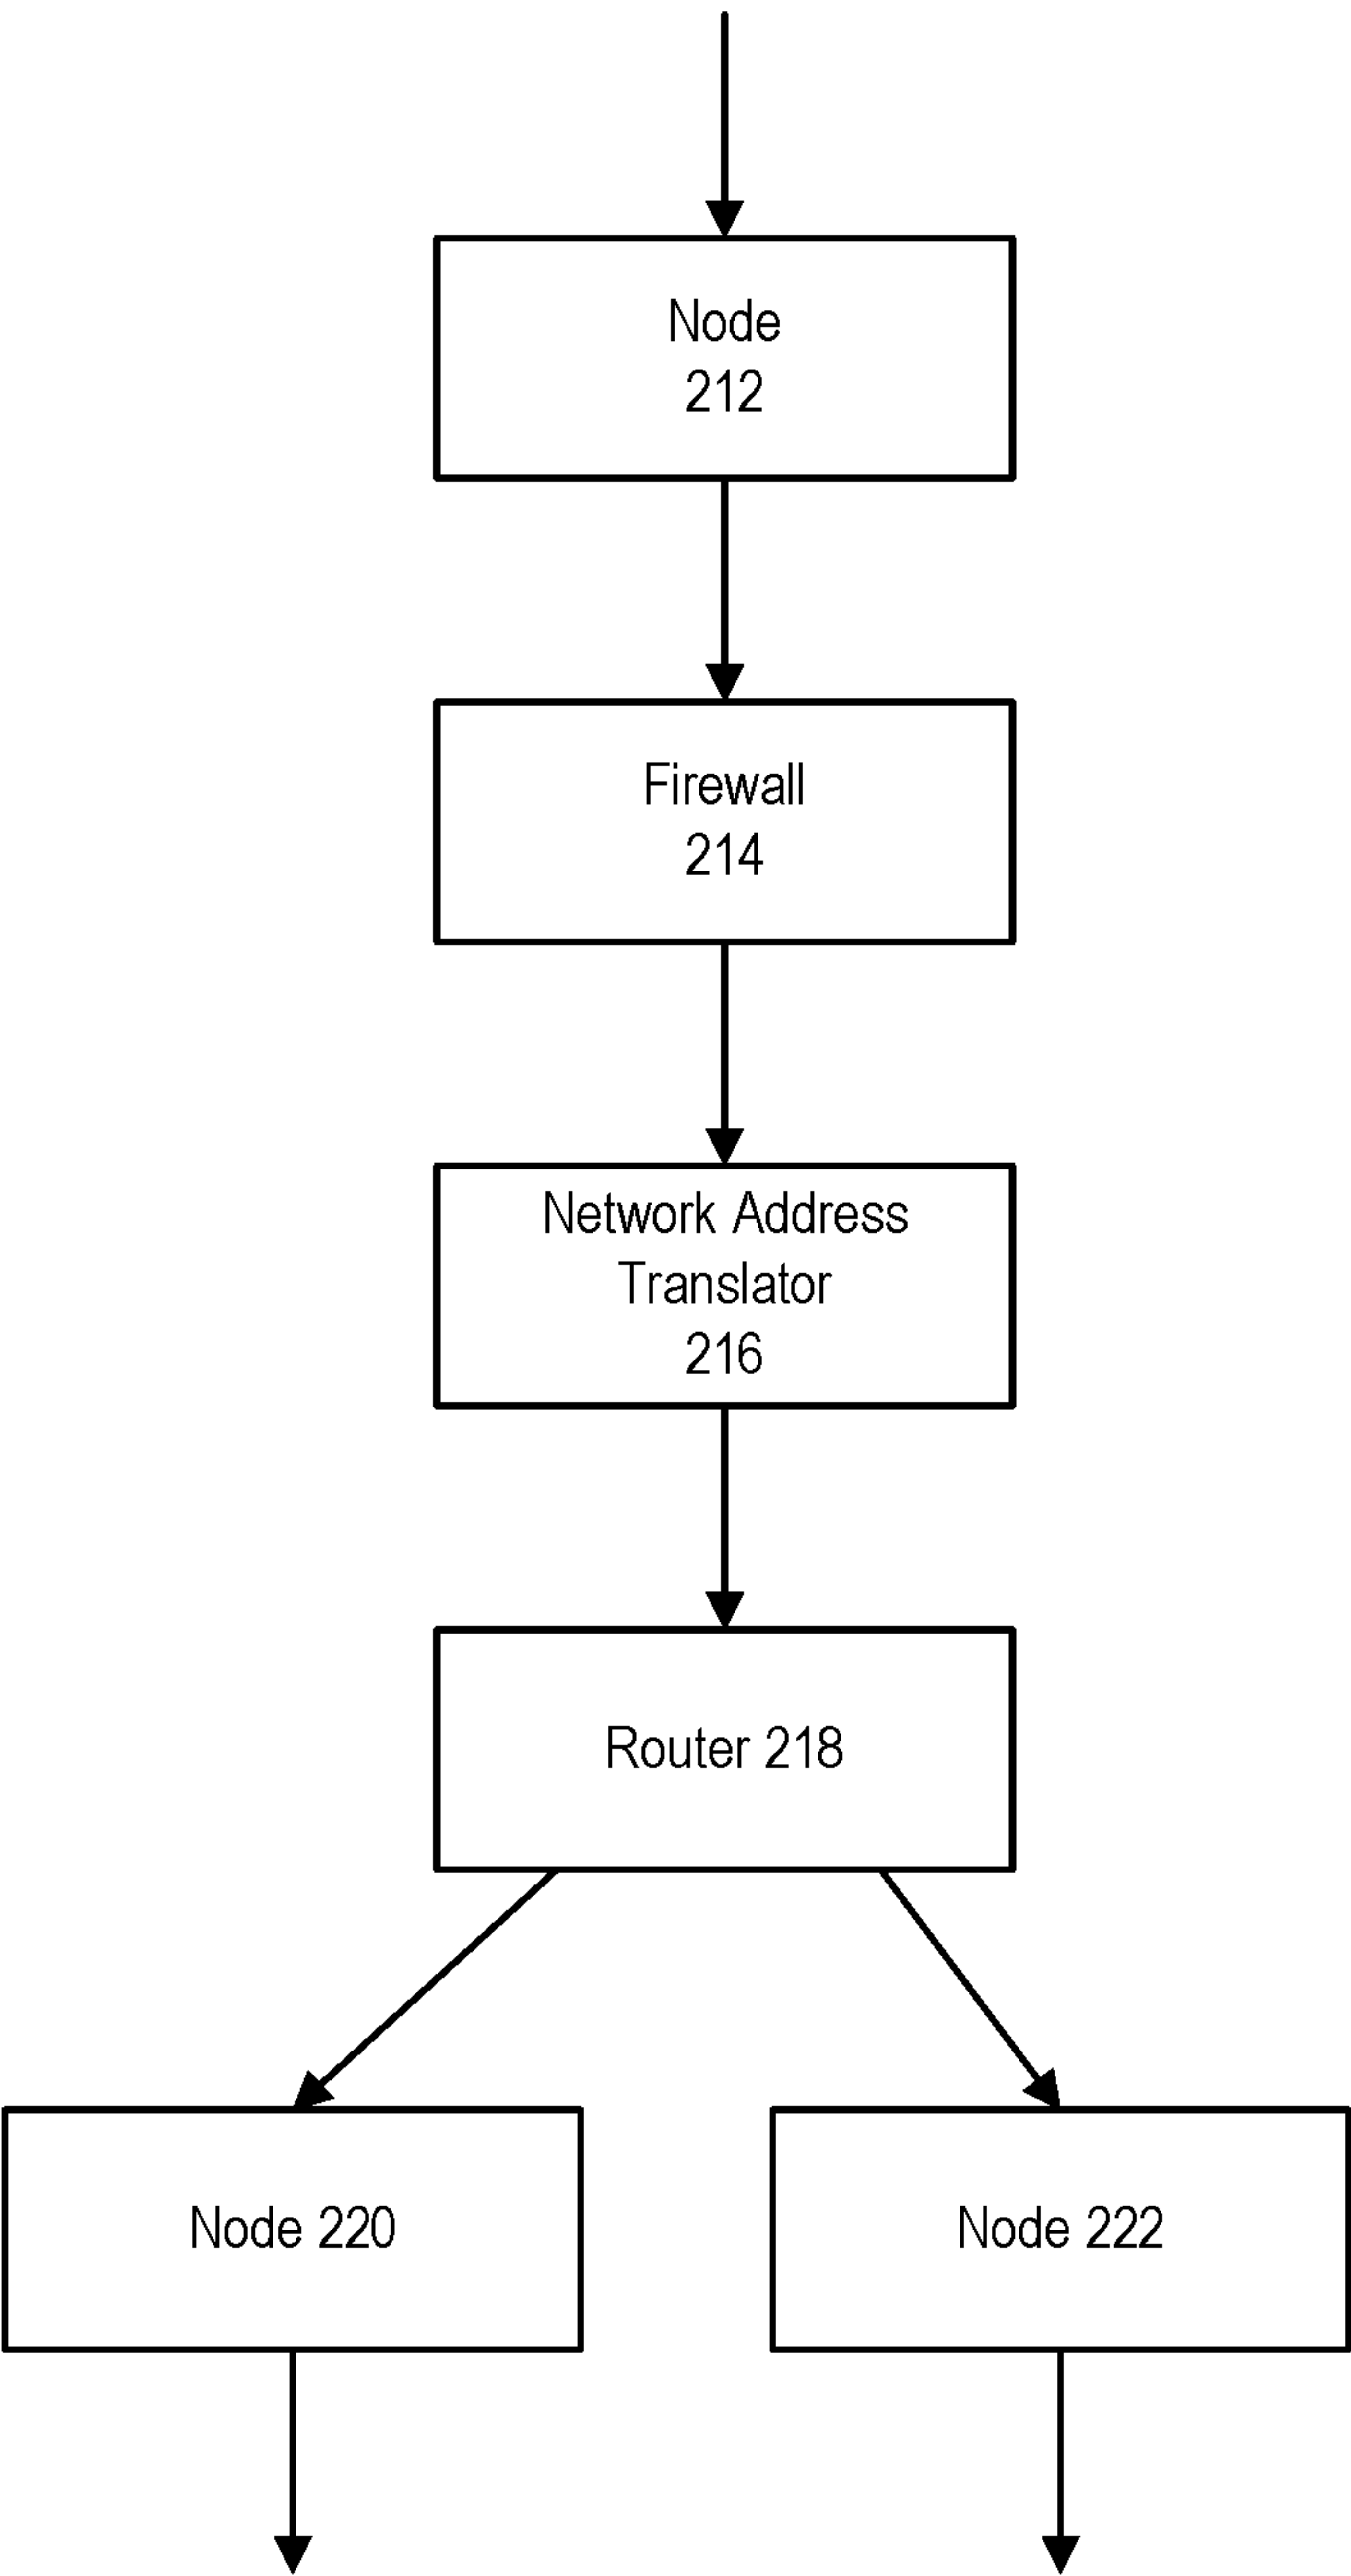 Node
212
Firewall
214
Network Address
Translator
216
Router 218
Node 220
Node 222